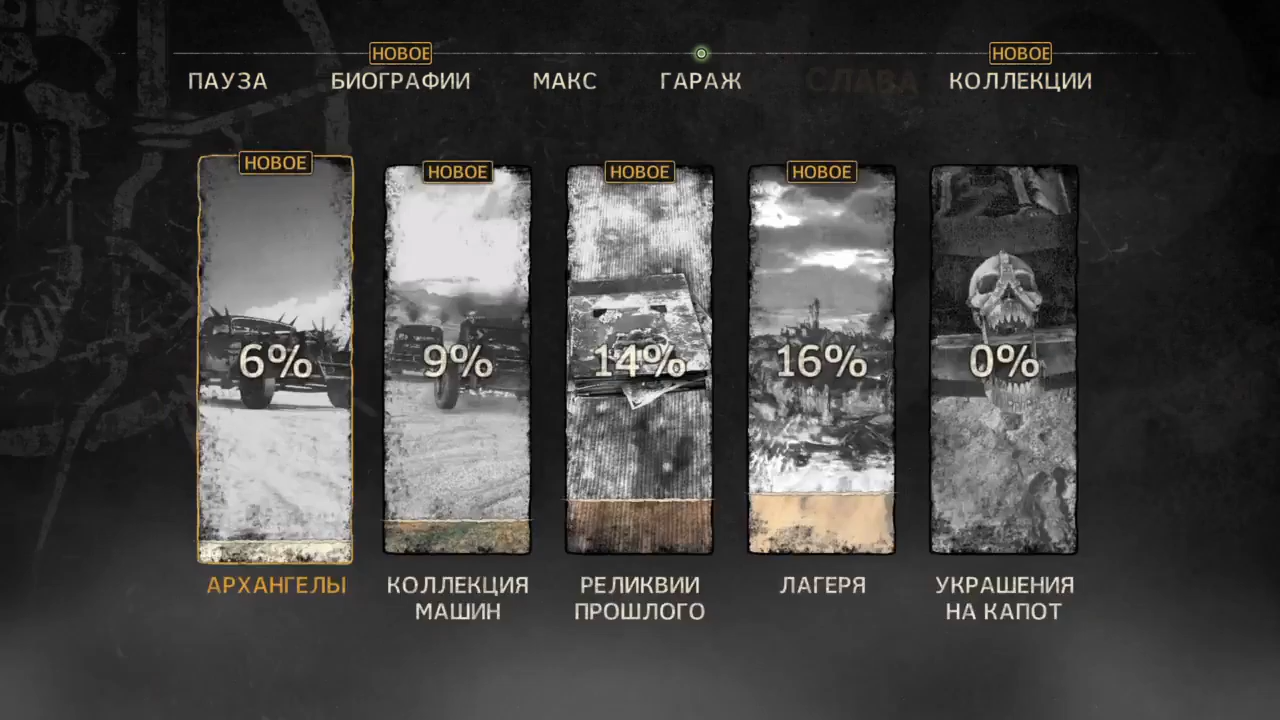 НОВОЕ НОВОЕ
ПАУЗА БИОГРАФИИ МАКС ГАРАЖ СЛАВА КОЛЛЕКЦИИ
НОВОЕ НОВОЕ НОВОЕ НОВОЕ
6% 9% 14% 16% 0%
АРХАНГЕЛЫ КОЛЛЕКЦИЯ РЕЛИКВИИ ЛАГЕРЯ УКРАШЕНИЯ
МАШИН ПРОШЛОГО НА КАПОТ